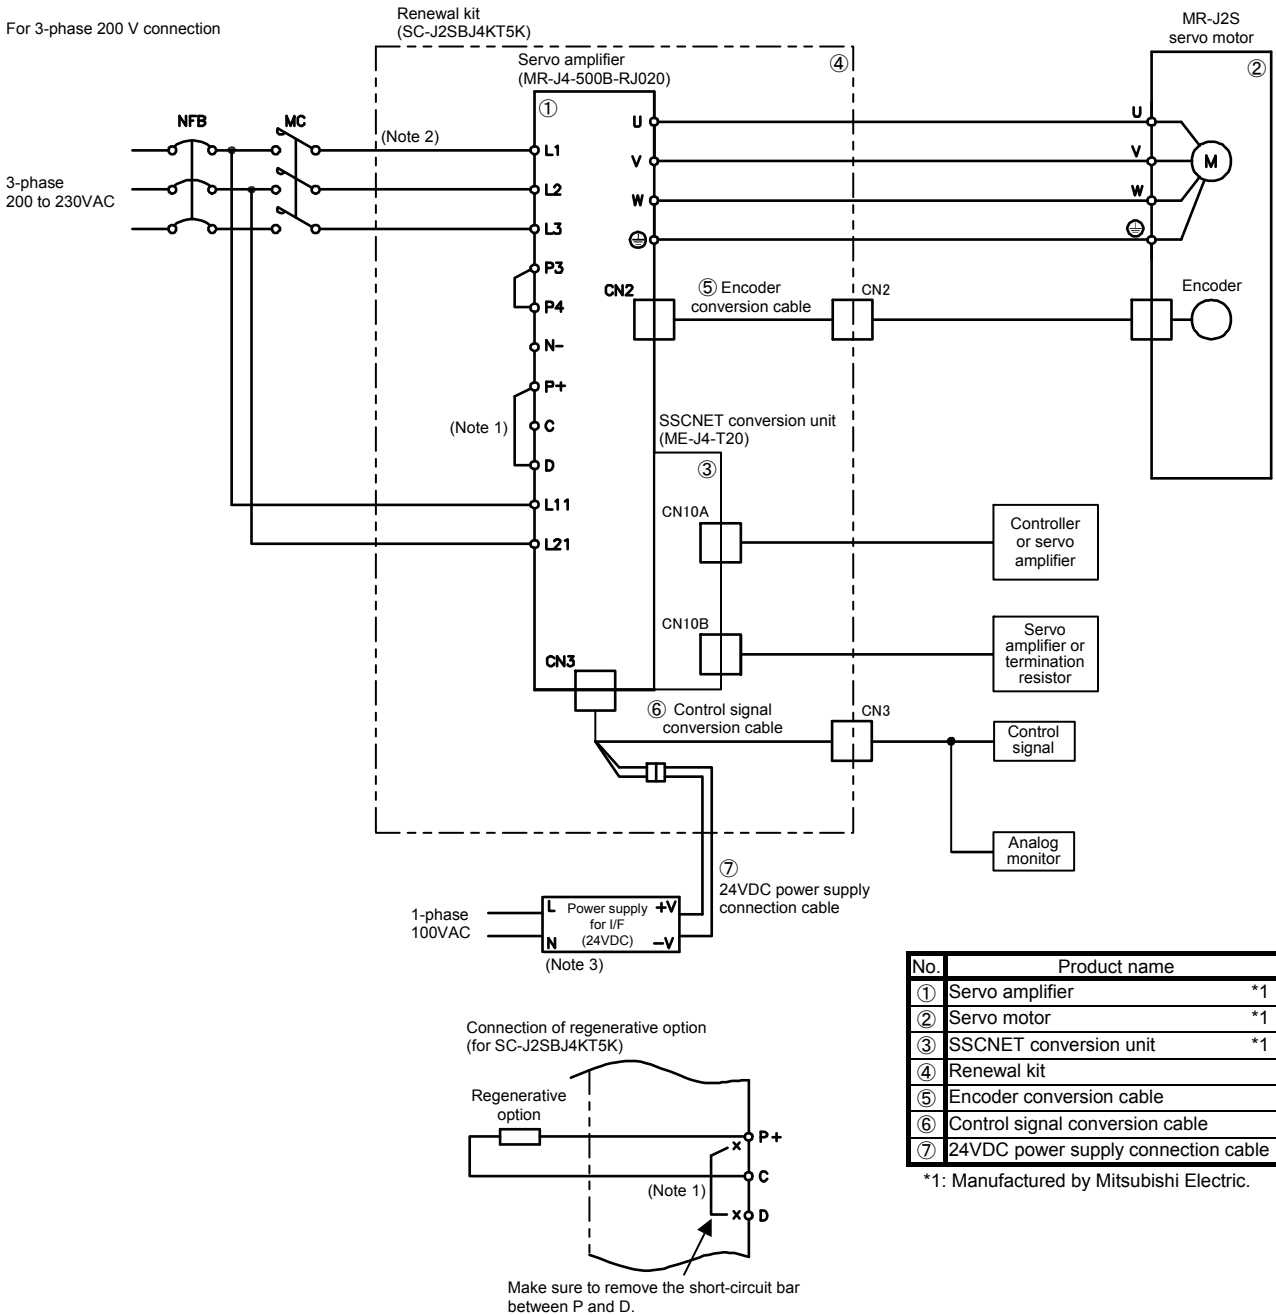 For 3-phase 200 V connection
Renewal kit
(SC-J2SBJ4KT5K)
MR-J2S
servo motor
Servo amplifier
(MR-J4-500B-RJ020)
④
②
①
NFB
MC
(Note 2)
3-phase
200 to 230VAC
L1
L2
L3
P3
P4
N-
P+
(Note 1)
C
D
L11
L21
U
V
W
CN2
⑤ Encoder
conversion cable
CN2
U
V
W
M
Encoder
SSCNET conversion unit
(ME-J4-T20)
③
CN10A
Controller
or servo
amplifier
CN10B
Servo
amplifier or
termination
resistor
CN3
⑥ Control signal
conversion cable
CN3
Control
signal
Analog
monitor
⑦
24VDC power supply
connection cable
1-phase
100VAC
L
N
Power supply
for I/F
(24VDC)
+V
-V
(Note 3)
No. Product name
① Servo amplifier *1
② Servo motor *1
③ SSCNET conversion unit *1
④ Renewal kit
⑤ Encoder conversion cable
⑥ Control signal conversion cable
⑦ 24VDC power supply connection cable
*1: Manufactured by Mitsubishi Electric.
Connection of regenerative option
(for SC-J2SBJ4KT5K)
Regenerative
option
P+
C
(Note 1)
D
Make sure to remove the short-circuit bar
between P and D.